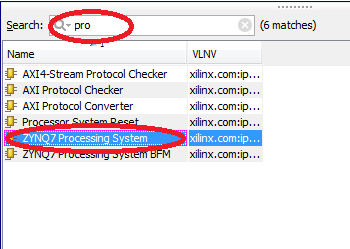 Search: pro (6 matches)
Name VLNV
AXI4-Stream Protocol Checker xilinx.com:ip...
AXI Protocol Checker xilinx.com:ip...
AXI Protocol Converter xilinx.com:ip...
Processor System Reset xilinx.com:ip...
ZYNQ7 Processing System xilinx.com:ip...
ZYNQ7 Processing System BFM xilinx.com:ip...